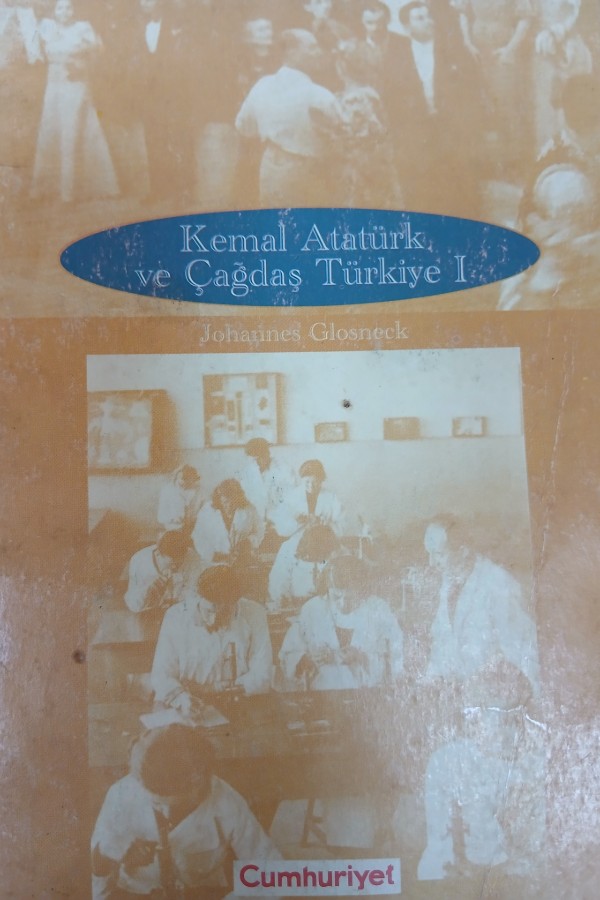 Kemal Atatürk
ve Çağdaş Türkiye I
Johannes Glosneck
Cumhuriyet